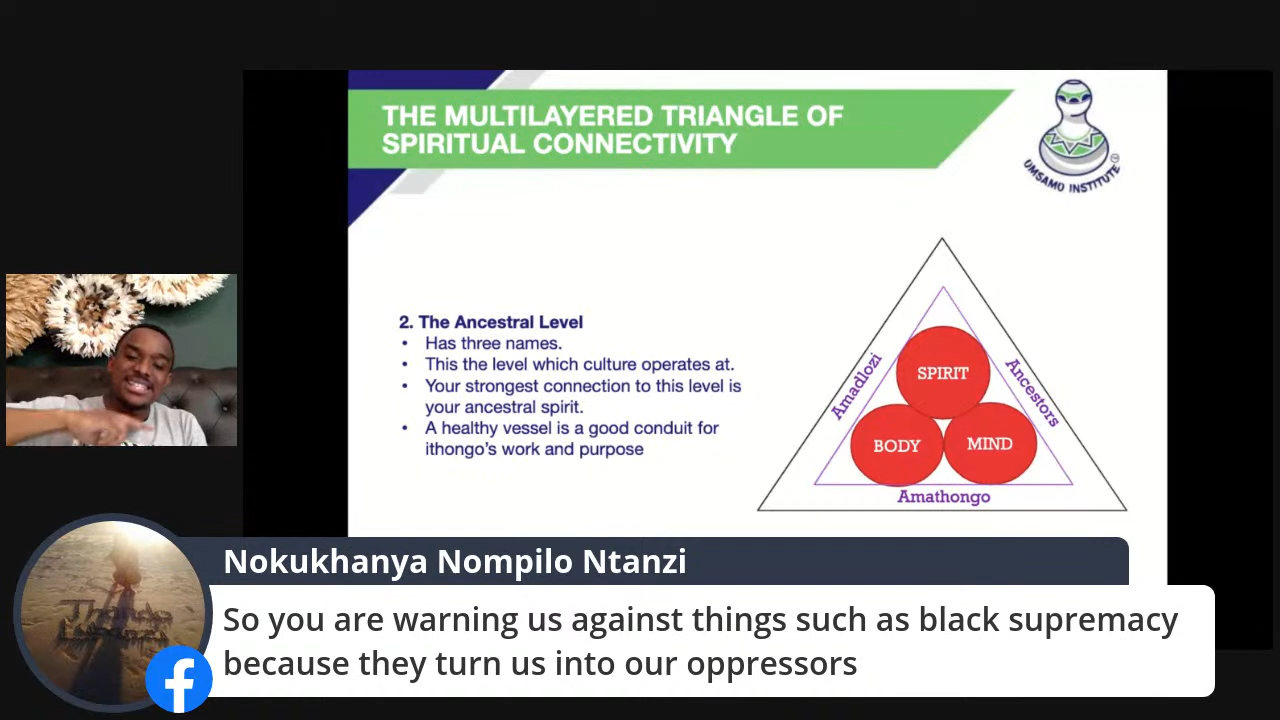 THE MULTILAYERED TRIANGLE OF
SPIRITUAL CONNECTIVITY
UMSAMO INSTITUTE
TM
2. The Ancestral Level
• Has three names.
• This the level which culture operates at.
• Your strongest connection to this level is
your ancestral spirit.
• A healthy vessel is a good conduit for
ithongo's work and purpose
SPIRIT
BODY
MIND
Amadlozi
Ancestors
Amathongo
Nokukhanya Nompilo Ntanzi
So you are warning us against things such as black supremacy
because they turn us into our oppressors